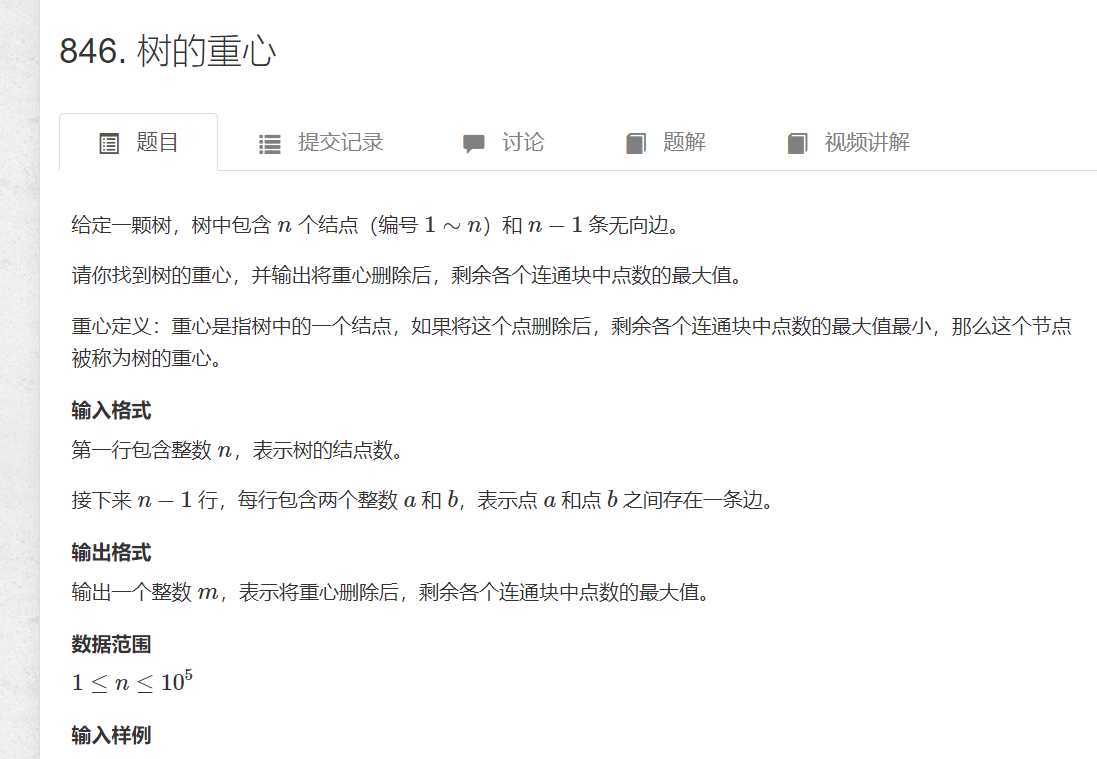 846. 树的重心
题目 提交记录 讨论 题解 视频讲解
给定一颗树，树中包含 n 个结点（编号 1 ∼ n）和 n − 1 条无向边。
请你找到树的重心，并输出将重心删除后，剩余各个连通块中点数的最大值。
重心定义：重心是指树中的一个结点，如果将这个点删除后，剩余各个连通块中点数的最大值最小，那么这个节点
被称为树的重心。
输入格式
第一行包含整数 n，表示树的结点数。
接下来 n − 1 行，每行包含两个整数 a 和 b，表示点 a 和点 b 之间存在一条边。
输出格式
输出一个整数 m，表示将重心删除后，剩余各个连通块中点数的最大值。
数据范围
1 ≤ n ≤ 10⁵
输入样例